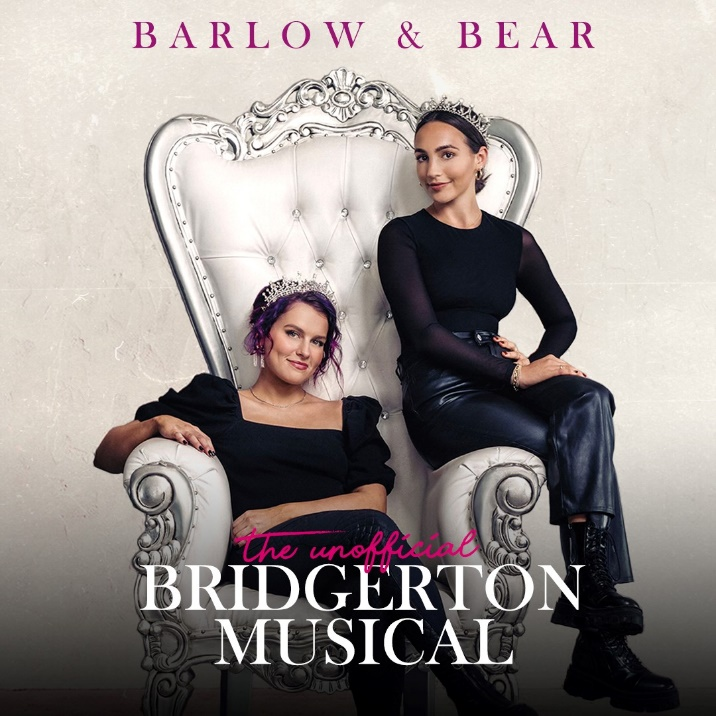 BARLOW & BEAR
the unofficial
BRIDGERTON
MUSICAL